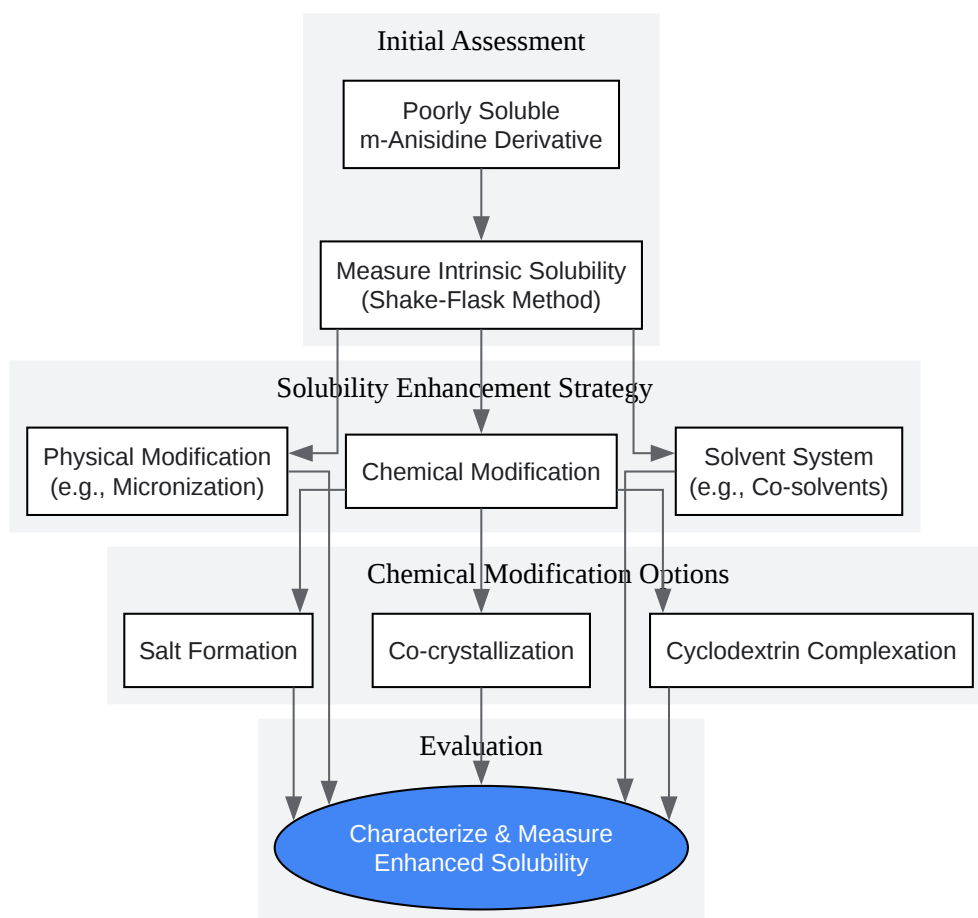 Initial Assessment
Poorly Soluble
m-Anisidine Derivative
Measure Intrinsic Solubility
(Shake-Flask Method)
Solubility Enhancement Strategy
Physical Modification
(e.g., Micronization)
Chemical Modification
Solvent System
(e.g., Co-solvents)
Chemical Modification Options
Salt Formation
Co-crystallization
Cyclodextrin Complexation
Evaluation
Characterize & Measure
Enhanced Solubility